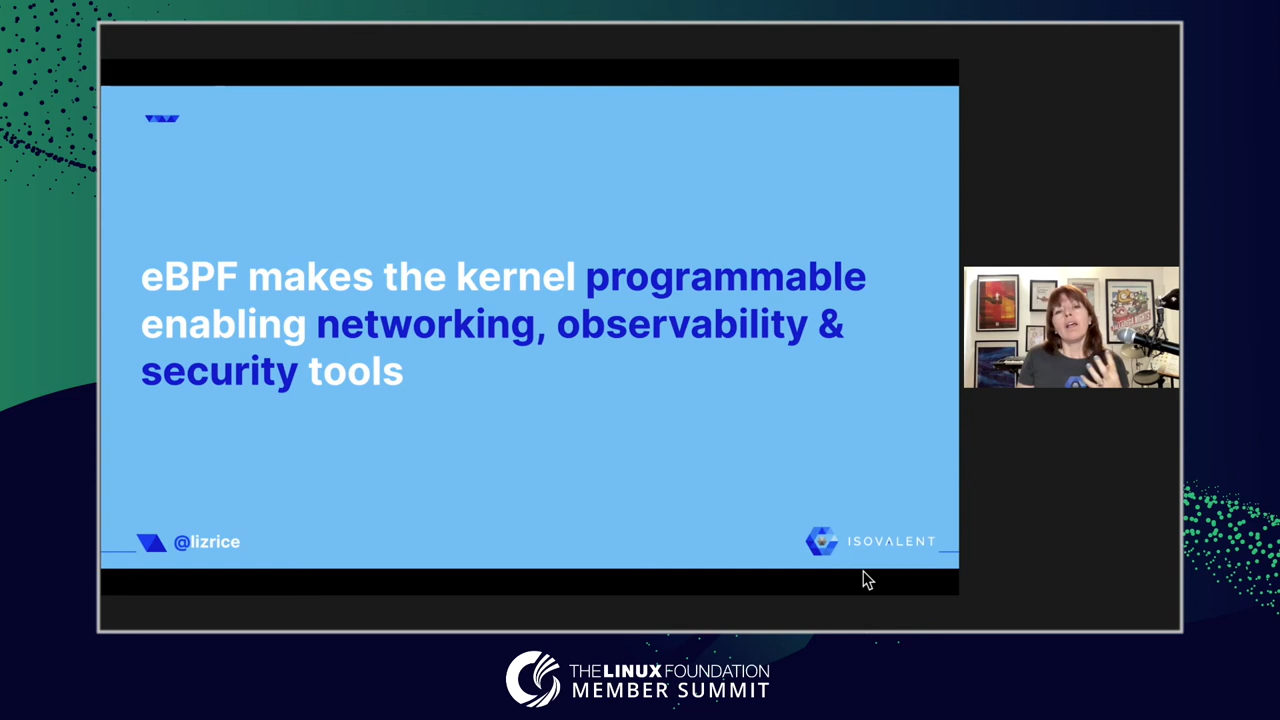 eBPF makes the kernel programmable
enabling networking, observability &
security tools
@lizrice
ISOVALENT
THE LINUX FOUNDATION
MEMBER SUMMIT